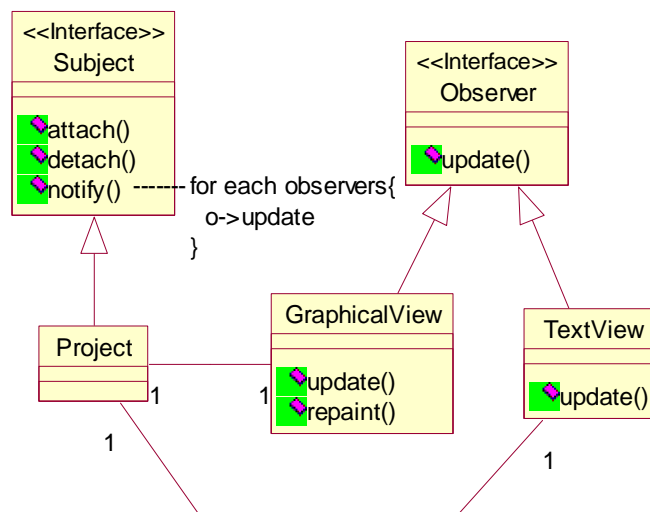 <<Interface>>
Subject
attach()
detach()
notify()
for each observers{
o->update
}
<<Interface>>
Observer
update()
Project
GraphicalView
update()
repaint()
TextView
update()
1
1
1
1